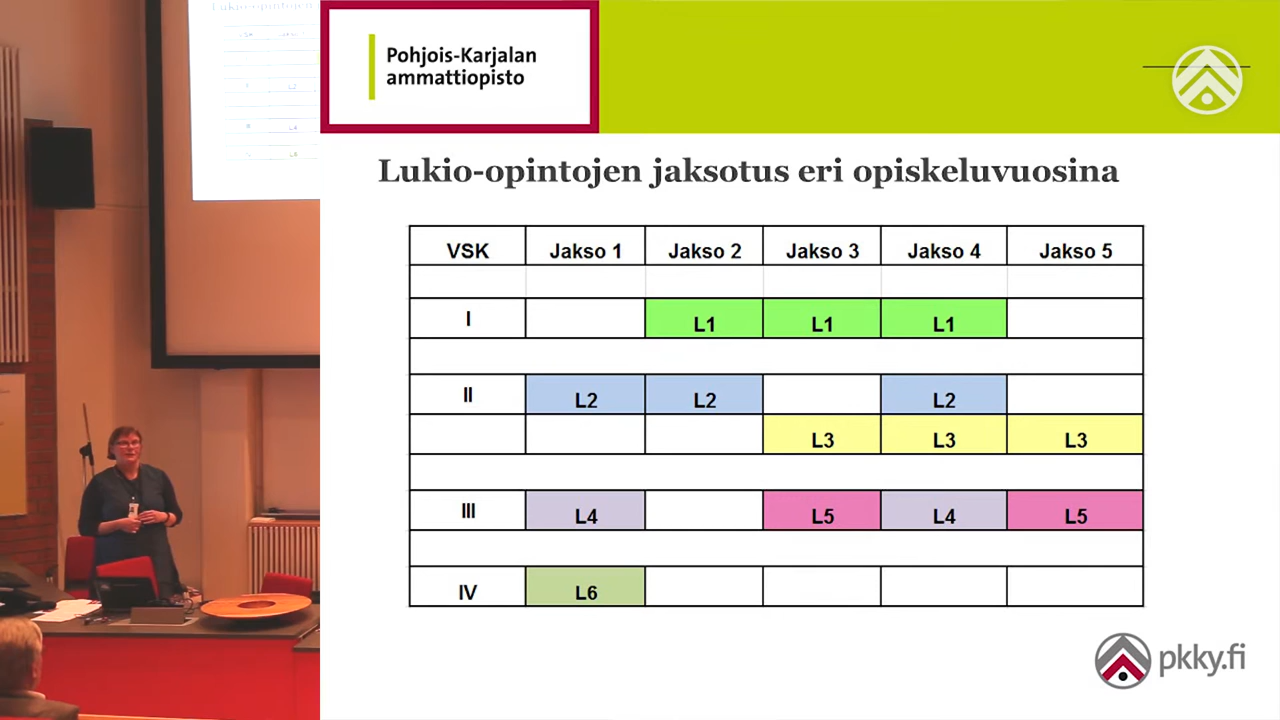 Pohjois-Karjalan
ammattiopisto
Lukio-opintojen jaksotus eri opiskeluvuosina
VSK Jakso 1 Jakso 2 Jakso 3 Jakso 4 Jakso 5
I L1 L1 L1
II L2 L2 L2
L3 L3 L3
III L4 L5 L4 L5
IV L6
pkky.fi